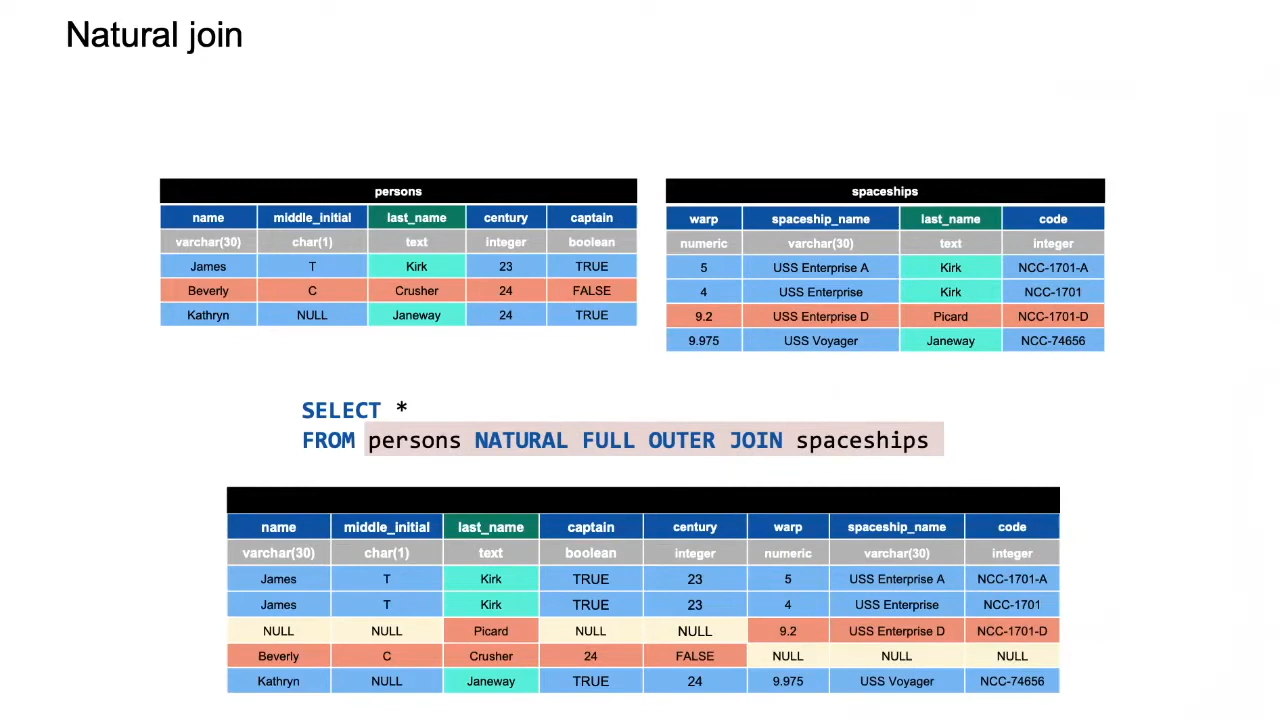 Natural join
persons
name middle_initial last_name century captain
varchar(30) char(1) text integer boolean
James T Kirk 23 TRUE
Beverly C Crusher 24 FALSE
Kathryn NULL Janeway 24 TRUE
spaceships
warp spaceship_name last_name code
numeric varchar(30) text integer
5 USS Enterprise A Kirk NCC-1701-A
4 USS Enterprise Kirk NCC-1701
9.2 USS Enterprise D Picard NCC-1701-D
9.975 USS Voyager Janeway NCC-74656
SELECT *
FROM persons NATURAL FULL OUTER JOIN spaceships
name middle_initial last_name captain century warp spaceship_name code
varchar(30) char(1) text boolean integer numeric varchar(30) integer
James T Kirk TRUE 23 5 USS Enterprise A NCC-1701-A
James T Kirk TRUE 23 4 USS Enterprise NCC-1701
NULL NULL Picard NULL NULL 9.2 USS Enterprise D NCC-1701-D
Beverly C Crusher 24 FALSE NULL NULL NULL
Kathryn NULL Janeway TRUE 24 9.975 USS Voyager NCC-74656